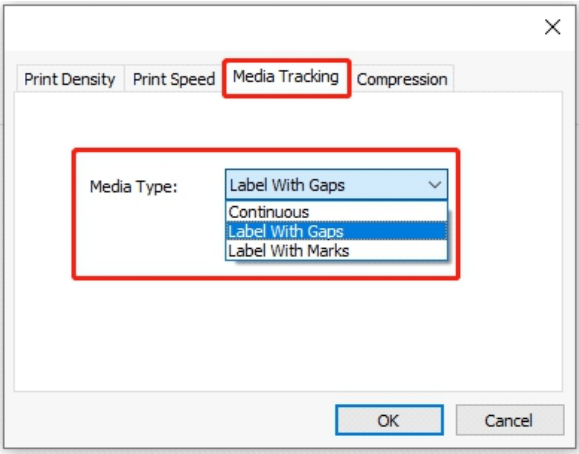 Print Density Print Speed Media Tracking Compression
Media Type: Label With Gaps
Continuous
Label With Gaps
Label With Marks
OK Cancel